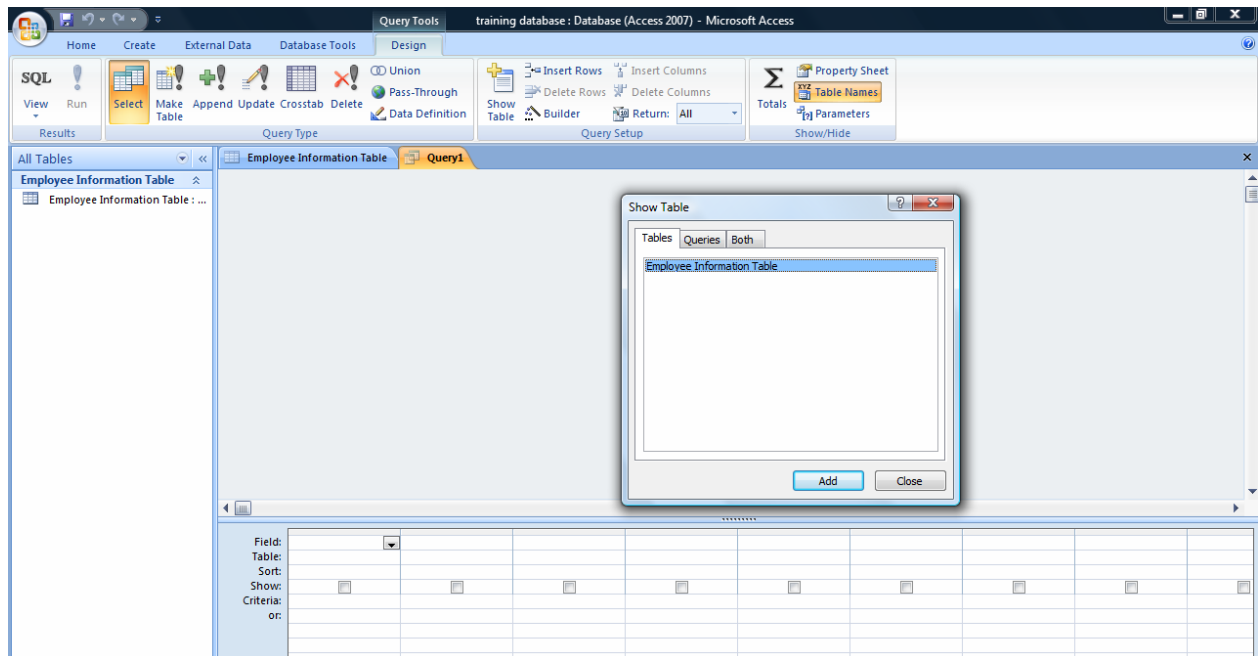 Query Tools training database : Database (Access 2007) - Microsoft Access
Home Create External Data Database Tools Design
SQL
View
Run
Results
Select
Make Table
Append
Update
Crosstab
Delete
Union
Pass-Through
Data Definition
Query Type
Show Table
Insert Rows
Delete Rows
Builder
Insert Columns
Delete Columns
Return: All
Query Setup
Σ
Totals
Property Sheet
XYZ Table Names
[?] Parameters
Show/Hide
All Tables
Employee Information Table
Employee Information Table : ...
Employee Information Table Query1
Show Table
Tables Queries Both
Employee Information Table
Add Close
Field:
Table:
Sort:
Show:
Criteria:
or: